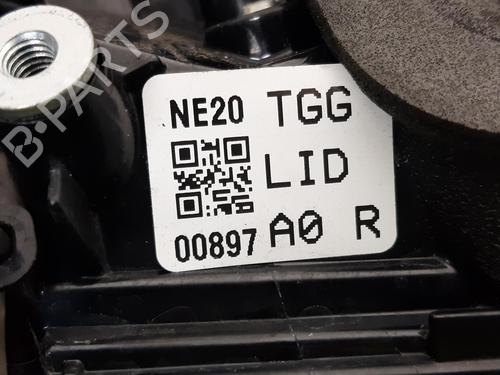 B-PARTS
NE20 TGG
LID
00897 A0 R